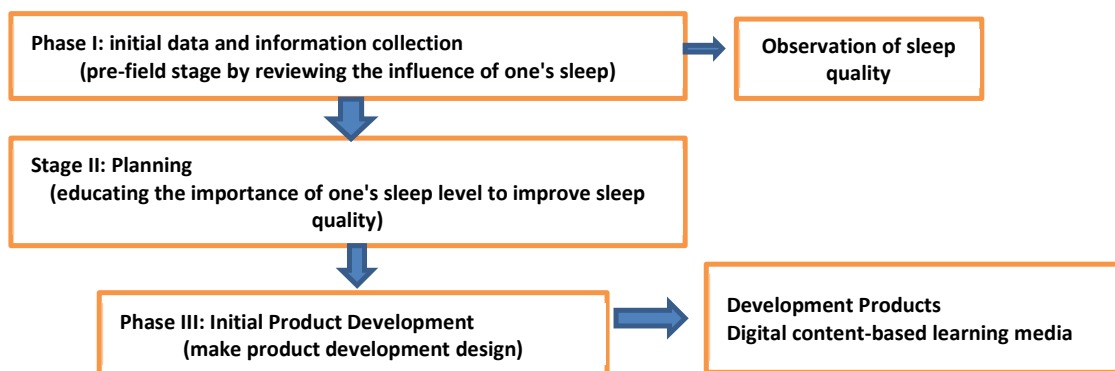 Phase I: initial data and information collection
(pre-field stage by reviewing the influence of one's sleep)
Observation of sleep
quality
Stage II: Planning
(educating the importance of one's sleep level to improve sleep
quality)
Phase III: Initial Product Development
(make product development design)
Development Products
Digital content-based learning media